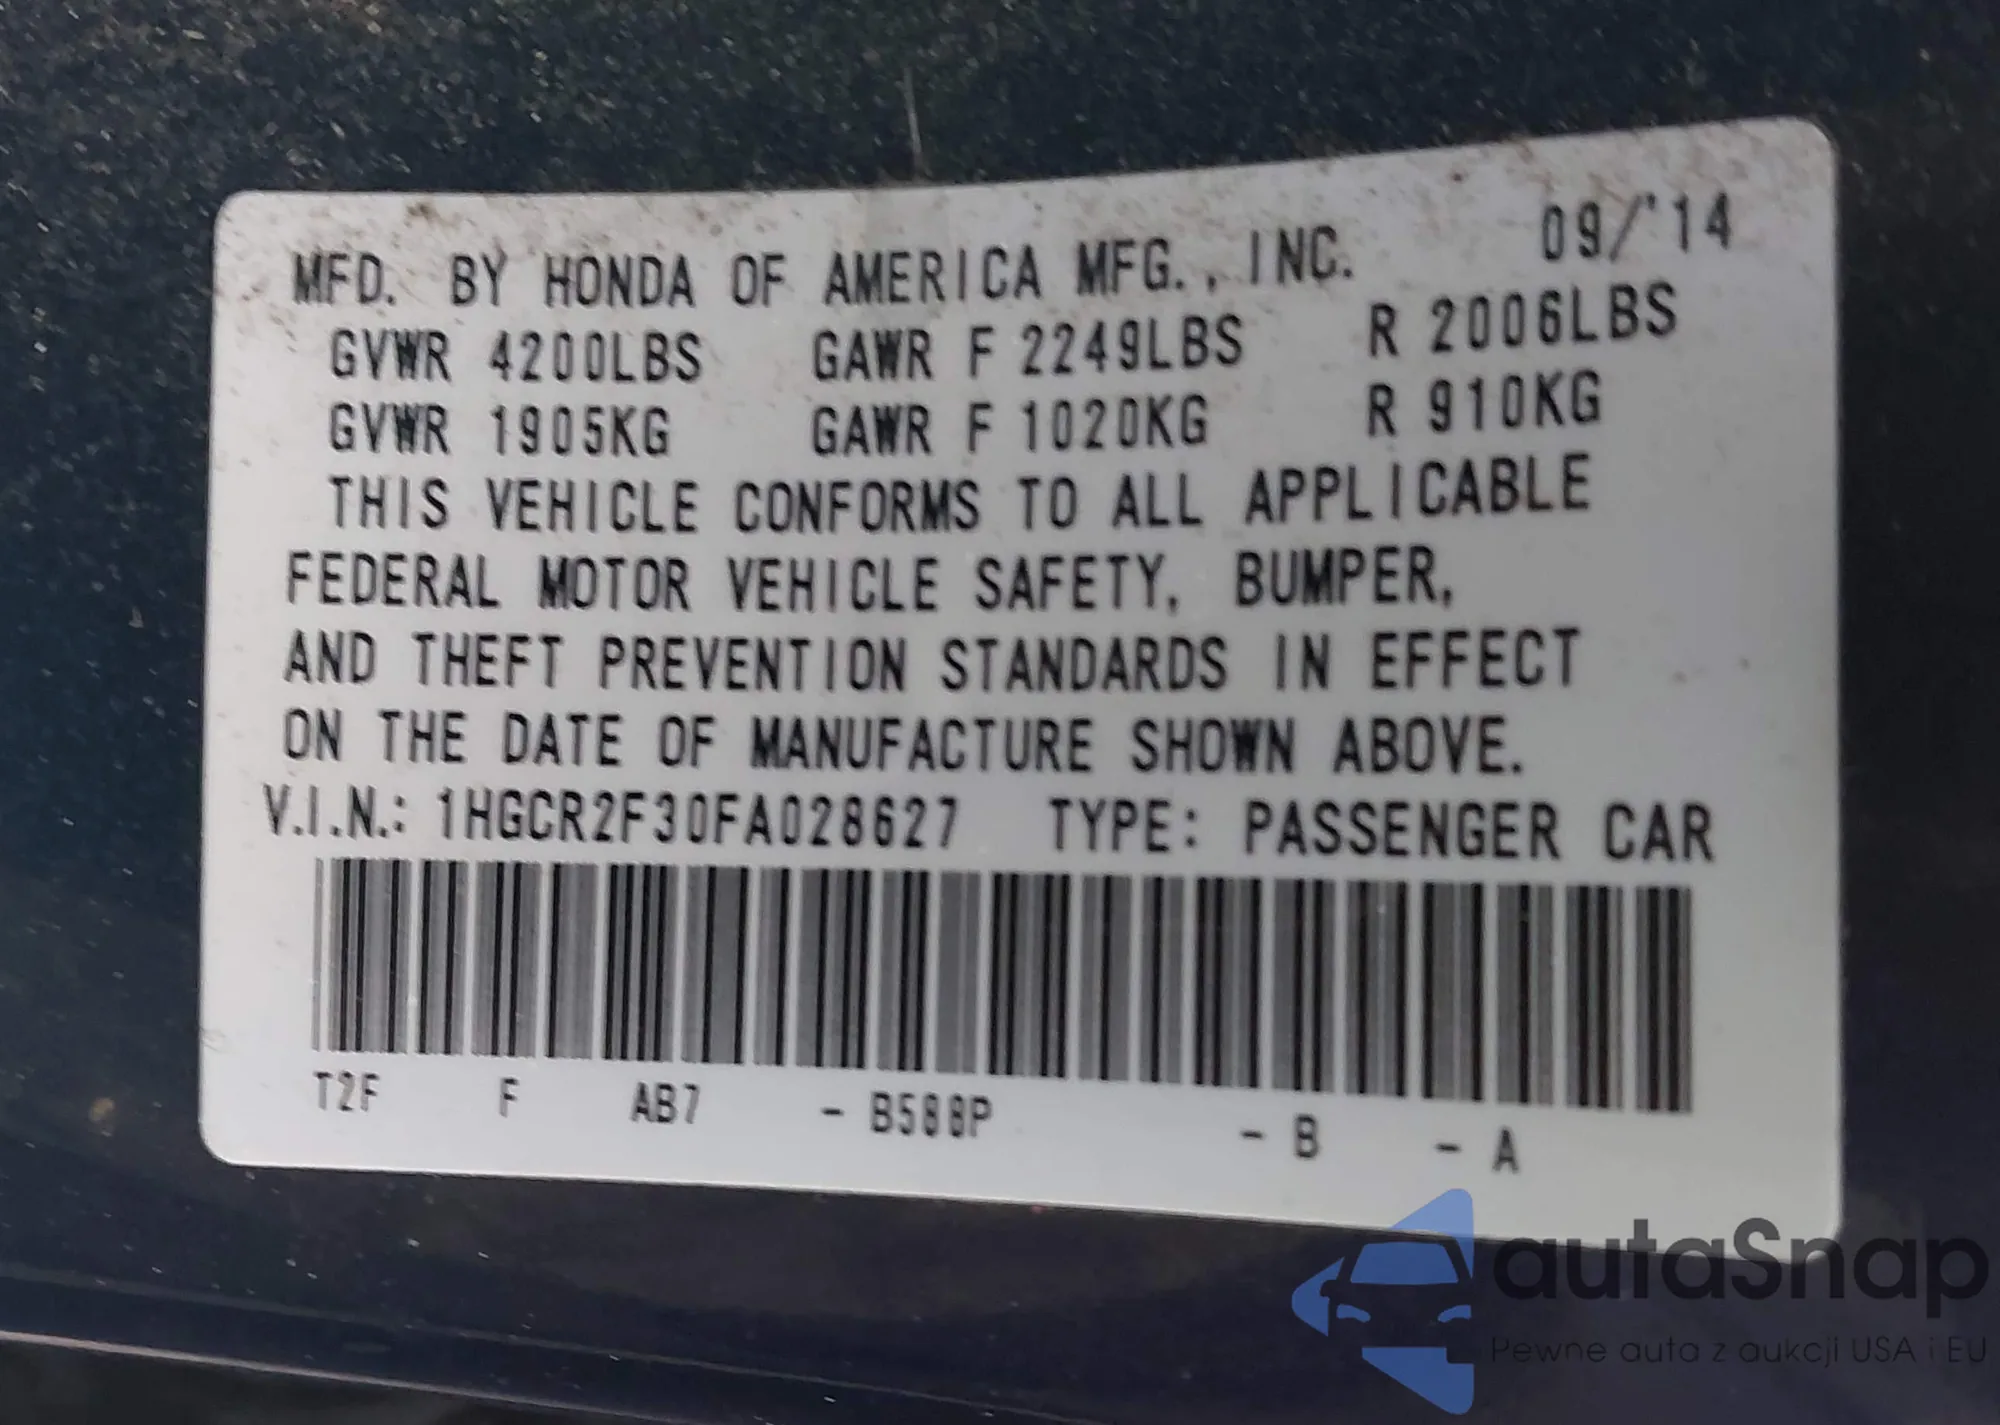 MFD. BY HONDA OF AMERICA MFG., INC. 09/'14
GVWR 4200LBS GAWR F 2249LBS R 2006LBS
GVWR 1905KG GAWR F 1020KG R 910KG
THIS VEHICLE CONFORMS TO ALL APPLICABLE
FEDERAL MOTOR VEHICLE SAFETY, BUMPER,
AND THEFT PREVENTION STANDARDS IN EFFECT
ON THE DATE OF MANUFACTURE SHOWN ABOVE.
V.I.N.: 1HGCR2F30FA028627 TYPE: PASSENGER CAR
T2F F AB7 - B588P - B - A
autaSnap
Pewne auta z aukcji USA i EU